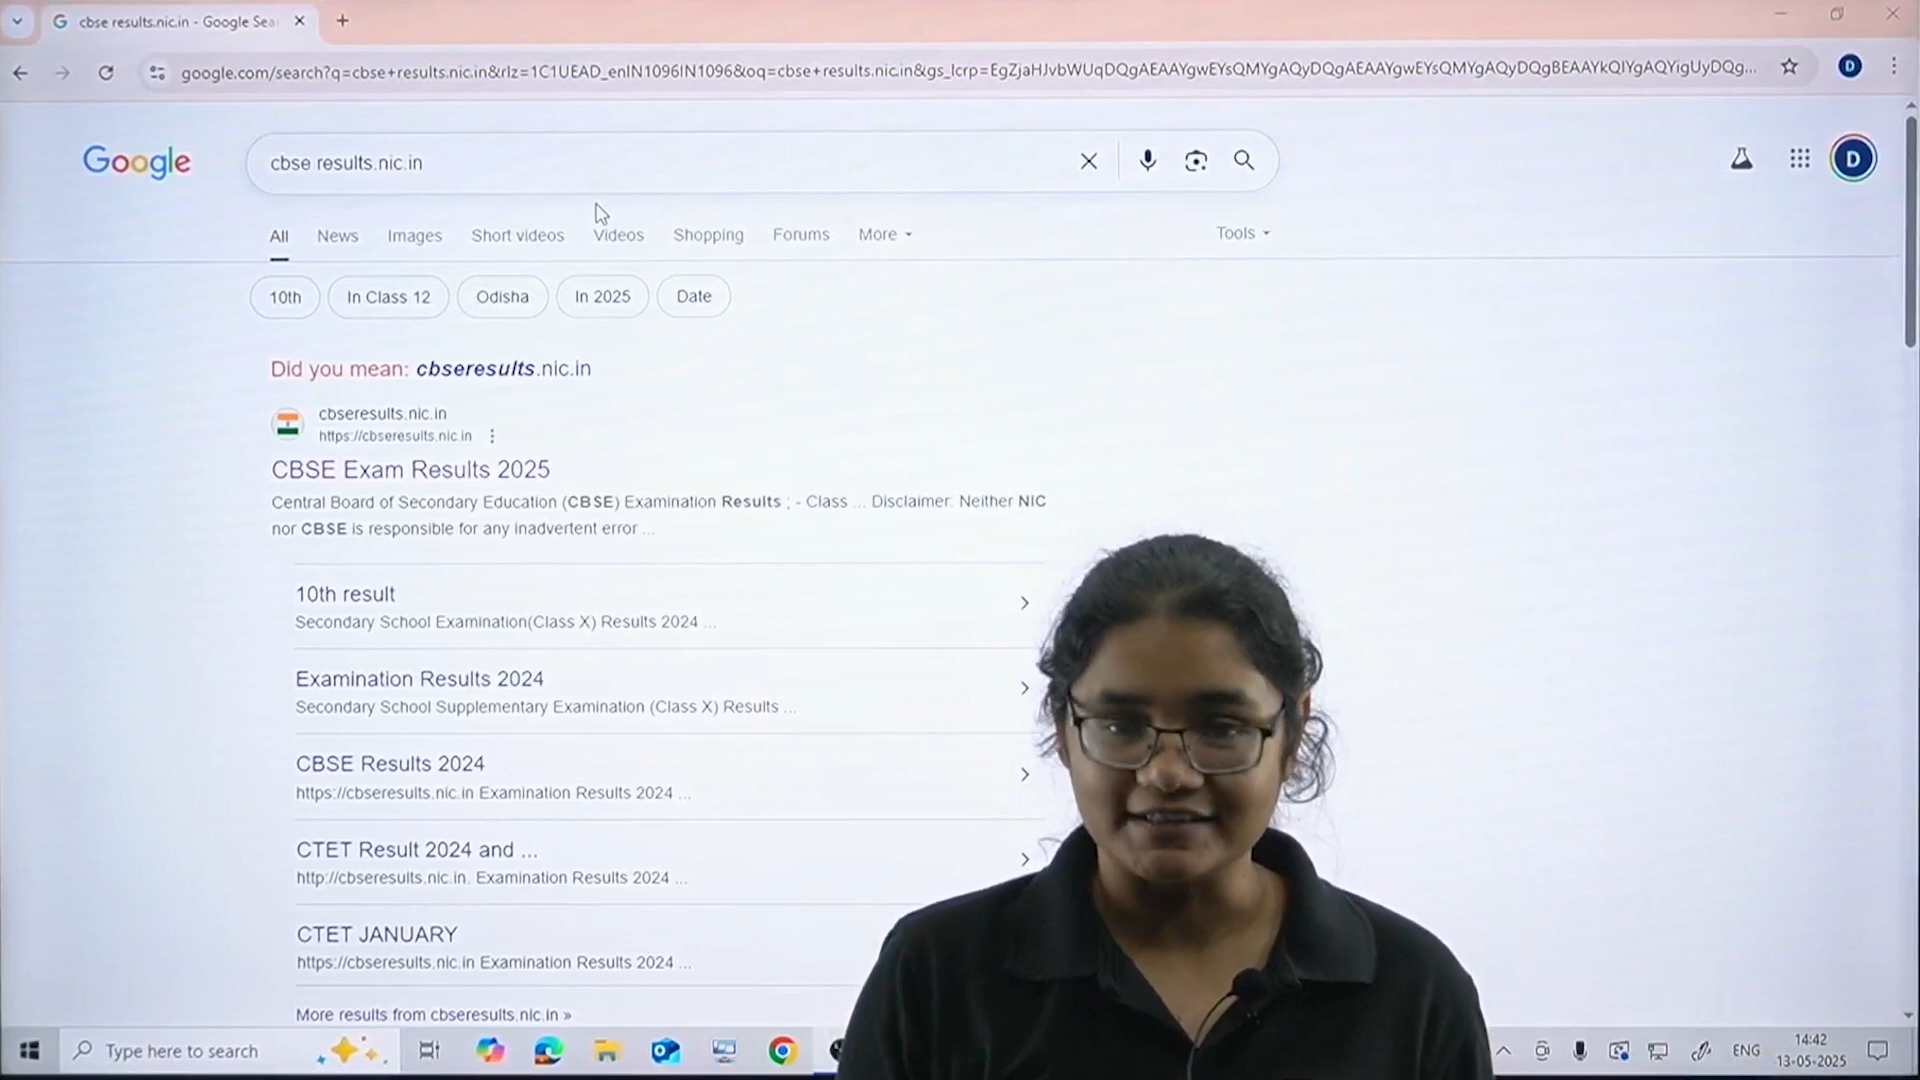 cbse results.nic.in - Google Sea
google.com/search?q=cbse+results.nic.in&rlz=1C1UEAD_enIN1096IN1096&oq=cbse+results.nic.in&gs_lcrp=EgZjaHJvbWUqDQgAEAAYgwEYsQMYgAQyDQgAEAAYgwEYsQMYgAQyDQgBEAAYkQIYgAQYigUyDQg...
D
Google
cbse results.nic.in
D
All News Images Short videos Videos Shopping Forums More Tools
10th In Class 12 Odisha In 2025 Date
Did you mean: cbseresults.nic.in
cbseresults.nic.in
https://cbseresults.nic.in
CBSE Exam Results 2025
Central Board of Secondary Education (CBSE) Examination Results ; - Class ... Disclaimer: Neither NIC
nor CBSE is responsible for any inadvertent error ...
10th result
Secondary School Examination(Class X) Results 2024 ...
Examination Results 2024
Secondary School Supplementary Examination (Class X) Results ...
CBSE Results 2024
https://cbseresults.nic.in Examination Results 2024 ...
CTET Result 2024 and ...
http://cbseresults.nic.in. Examination Results 2024 ...
CTET JANUARY
https://cbseresults.nic.in Examination Results 2024 ...
More results from cbseresults.nic.in »
Type here to search
ENG
14:42
13-05-2025